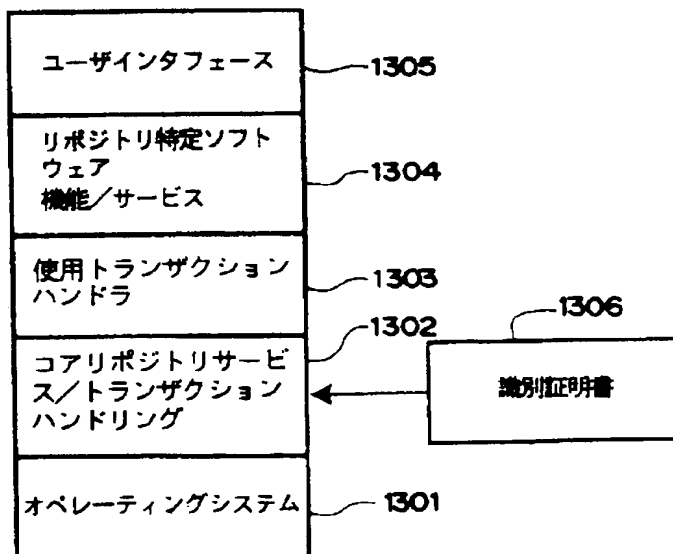 ユーザインタフェース
1305
リポジトリ特定ソフト
ウェア
機能／サービス
1304
使用トランザクション
ハンドラ
1303
1302
コアリポジトリサービ
ス／トランザクション
ハンドリング
1306
識別証明書
オペレーティングシステム
1301